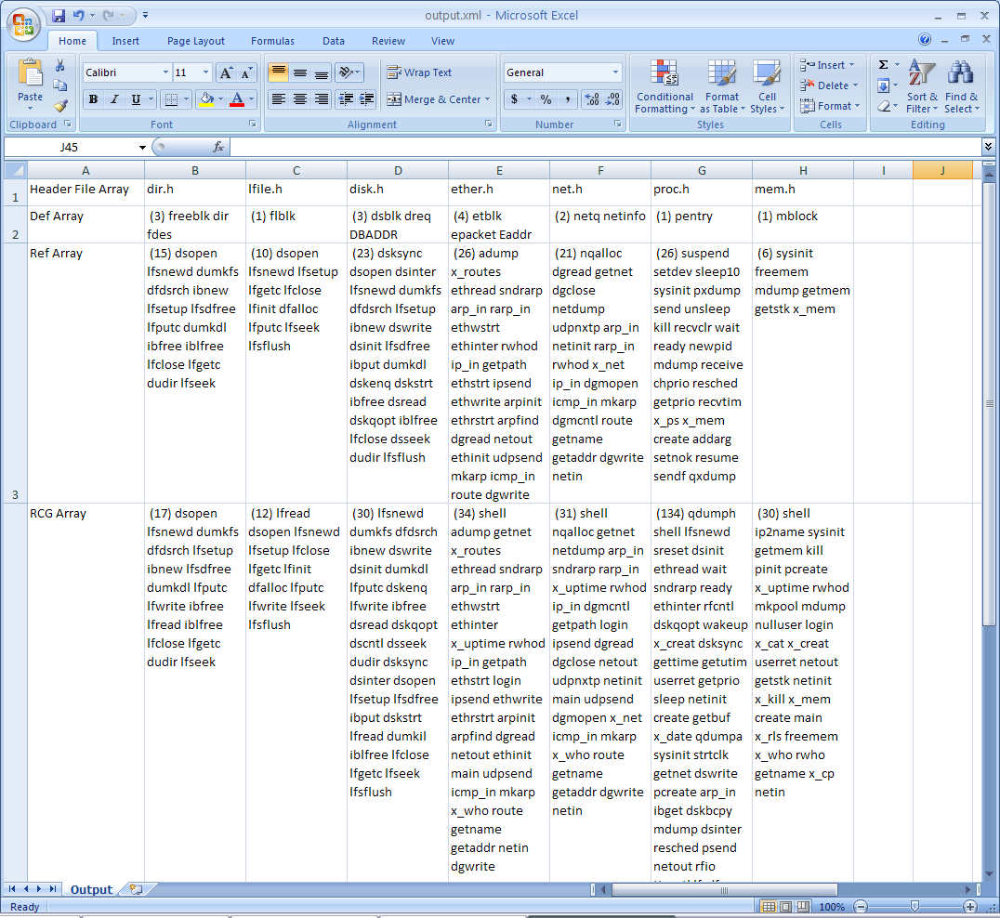 output.xml - Microsoft Excel
Home Insert Page Layout Formulas Data Review View
Paste
Calibri 11
B I U
Wrap Text
Merge & Center
General
$ % ,
Conditional Formatting
Format as Table
Cell Styles
Insert
Delete
Format
Sort & Filter
Find & Select
Clipboard Font Alignment Number Styles Cells Editing
J45
fx
A B C D E F G H I J
1
Header File Array
dir.h
lfile.h
disk.h
ether.h
net.h
proc.h
mem.h
2
Def Array
(3) freeblk dir
fdes
(1) flblk
(3) dsblk dreq
DBADDR
(4) etblk
epacket Eaddr
(2) netq netinfo
(1) pentry
(1) mblock
3
Ref Array
(15) dsopen
lfsnewd dumkfs
dfdsrch ibnew
lfsetup lfsdfree
lfputc dumkdl
ibfree iblfree
lfclose lfgetc
dudir lfseek
(10) dsopen
lfsnewd lfsetup
lfgetc lfclose
lfinit dfalloc
lfputc lfseek
lfsflush
(23) dsksync
dsopen dsinter
lfsnewd dumkfs
dfdsrch lfsetup
ibnew dswrite
dsinit lfsdfree
ibput dumkdl
dskenq dskstrt
ibfree dsread
dskqopt iblfree
lfclose dsseek
dudir lfsflush
(26) adump
x_routes
ethread sndrarp
arp_in rarp_in
ethwstrt
ethinter rwhod
ip_in getpath
ethstrt ipsend
ethwrite arpinit
ethrstrt arpfind
dgread netout
ethinit udpsend
mkarp icmp_in
route dgwrite
(21) nqalloc
dgread getnet
dgclose
netdump
udpnxtp arp_in
netinit rarp_in
rwhod x_net
ip_in dgmopen
icmp_in mkarp
dgmcntl route
getname
getaddr dgwrite
netin
(26) suspend
setdev sleep10
sysinit pxdump
send unsleep
kill recvclr wait
ready newpid
mdump receive
chprio resched
getprio recvtim
x_ps x_mem
create addarg
setnok resume
sendf qxdump
(6) sysinit
freemem
mdump getmem
getstk x_mem
RCG Array
(17) dsopen
lfsnewd dumkfs
dfdsrch lfsetup
ibnew lfsdfree
dumkdl lfputc
lfwrite ibfree
lfread iblfree
lfclose lfgetc
dudir lfseek
(12) lfread
dsopen lfsnewd
lfsetup lfclose
lfgetc lfinit
dfalloc lfputc
lfwrite lfseek
lfsflush
(30) lfsnewd
dumkfs dfdsrch
ibnew dswrite
dsinit dumkdl
lfputc dskenq
lfwrite ibfree
dsread dskqopt
dscntl dsseek
dudir dsksync
dsinter dsopen
lfsetup lfsdfree
ibput dskstrt
lfread dumkil
iblfree lfclose
lfgetc lfseek
lfsflush
(34) shell
adump getnet
x_routes
ethread sndrarp
arp_in rarp_in
ethwstrt
ethinter
x_uptime rwhod
ip_in getpath
ethstrt login
ipsend ethwrite
ethrstrt arpinit
arpfind dgread
netout ethinit
main udpsend
icmp_in mkarp
x_who route
getname
getaddr netin
dgwrite
(31) shell
nqalloc getnet
netdump arp_in
sndrarp rarp_in
x_uptime rwhod
ip_in dgmcntl
getpath login
ipsend dgread
dgclose netout
udpnxtp netinit
main udpsend
dgmopen x_net
icmp_in mkarp
x_who route
getname
getaddr dgwrite
netin
(134) qdumph
shell lfsnewd
sreset dsinit
ethread wait
sndrarp ready
ethinter rfcntl
dskqopt wakeup
x_creat dsksync
gettime getutim
userret getprio
sleep netinit
create getbuf
x_date qdumpa
sysinit strtclk
getnet dswrite
pcreate arp_in
ibget dskbcpy
mdump dsinter
resched psend
netout rfio
(30) shell
ip2name sysinit
getmem kill
pinit pcreate
x_uptime rwhod
mkpool mdump
nulluser login
x_cat x_creat
userret netout
getstk netinit
x_kill x_mem
create main
x_rls freemem
x_who rwho
getname x_cp
netin
Output
Ready
100%